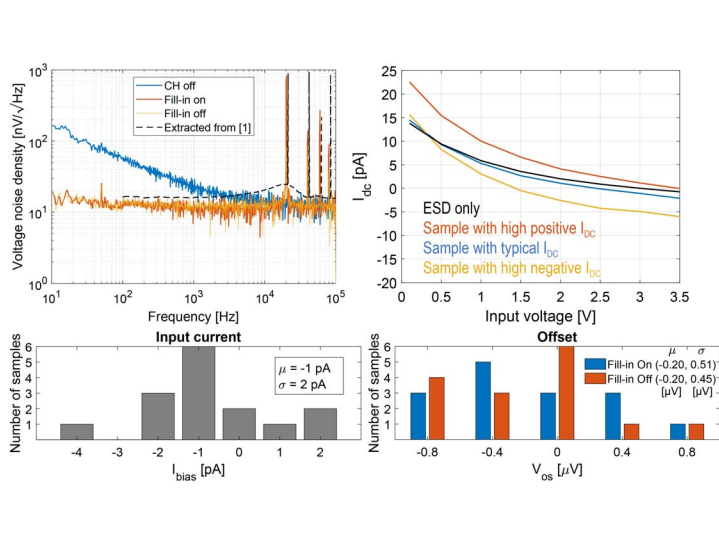 10³
10²
10¹
10⁰
Voltage noise density [nV/√Hz]
CH off
Fill-in on
Fill-in off
Extracted from [1]
10¹ 10² 10³ 10⁴ 10⁵
Frequency [Hz]
25
20
15
10
5
0
-5
-10
-15
-20
I_dc [pA]
ESD only
Sample with high positive I_DC
Sample with typical I_DC
Sample with high negative I_DC
0 0.5 1 1.5 2 2.5 3 3.5
Input voltage [V]
Input current
6
5
4
3
2
1
Number of samples
μ = -1 pA
σ = 2 pA
-4 -3 -2 -1 0 1 2
I_bias [pA]
Offset
6
5
4
3
2
1
Number of samples
μ σ
Fill-in On (-0.20, 0.51)
Fill-in Off (-0.20, 0.45)
[μV] [μV]
-0.8 -0.4 0 0.4 0.8
V_os [μV]